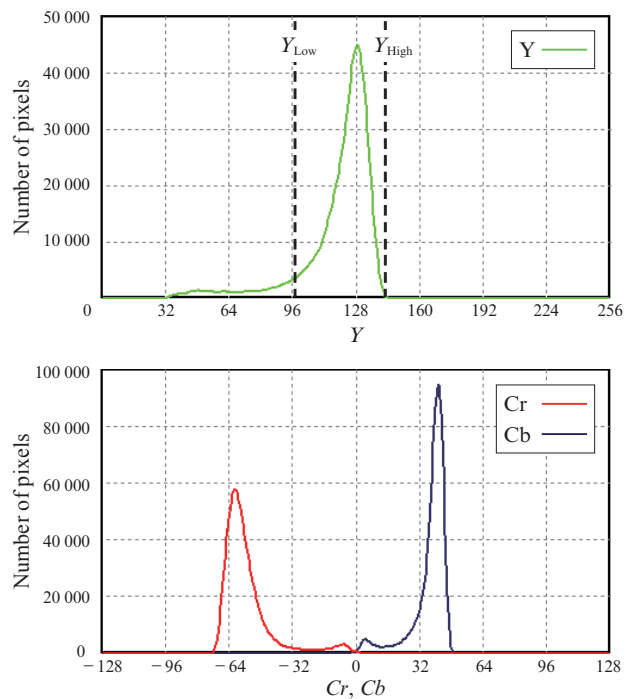 50 000
40 000
30 000
20 000
10 000
Number of pixels
Y_Low
Y_High
Y
0 32 64 96 128 160 192 224 256
Y
100 000
80 000
60 000
40 000
20 000
0
Number of pixels
Cr
Cb
−128 −96 −64 −32 0 32 64 96 128
Cr, Cb